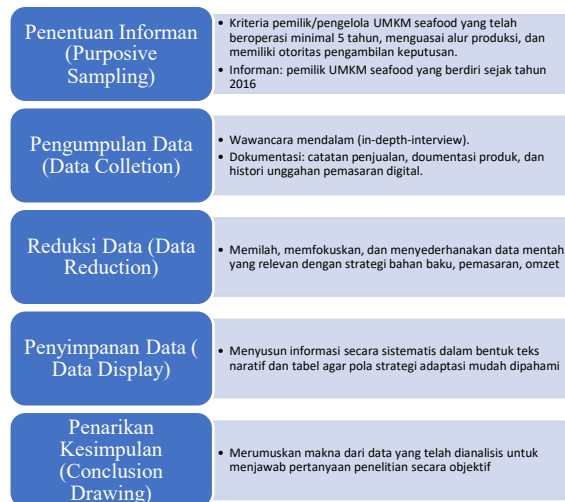 Penentuan Informan
(Purposive
Sampling)
• Kriteria pemilik/pengelola UMKM seafood yang telah
beroperasi minimal 5 tahun, menguasai alur produksi, dan
memiliki otoritas pengambilan keputusan.
• Informan: pemilik UMKM seafood yang berdiri sejak tahun
2016
Pengumpulan Data
(Data Colletion)
• Wawancara mendalam (in-depth-interview).
• Dokumentasi: catatan penjualan, doumentasi produk, dan
histori unggahan pemasaran digital.
Reduksi Data (Data
Reduction)
• Memilah, memfokuskan, dan menyederhanakan data mentah
yang relevan dengan strategi bahan baku, pemasaran, omzet
Penyimpanan Data (
Data Display)
• Menyusun informasi secara sistematis dalam bentuk teks
naratif dan tabel agar pola strategi adaptasi mudah dipahami
Penarikan
Kesimpulan
(Conclusion
Drawing)
• Merumuskan makna dari data yang telah dianalisis untuk
menjawab pertanyaan penelitian secara objektif